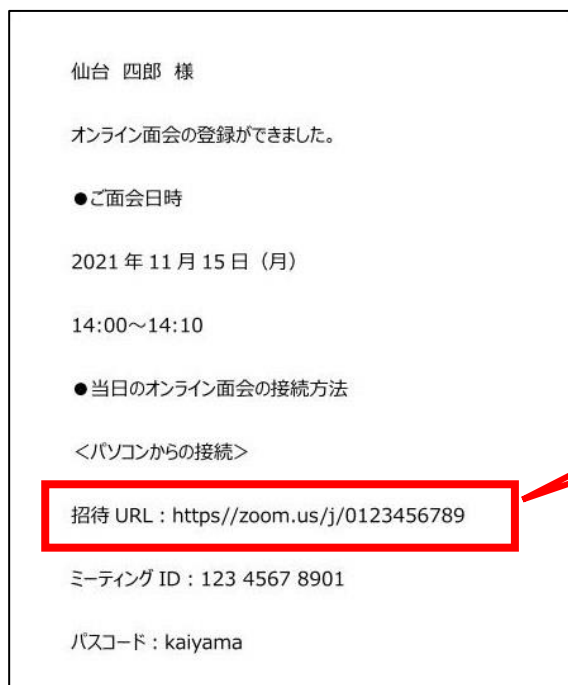 仙台 四郎 様
オンライン面会の登録ができました。
●ご面会日時
2021 年 11 月 15 日（月）
14:00～14:10
●当日のオンライン面会の接続方法
＜パソコンからの接続＞
招待 URL：https//zoom.us/j/0123456789
ミーティング ID：123 4567 8901
パスコード：kaiyama